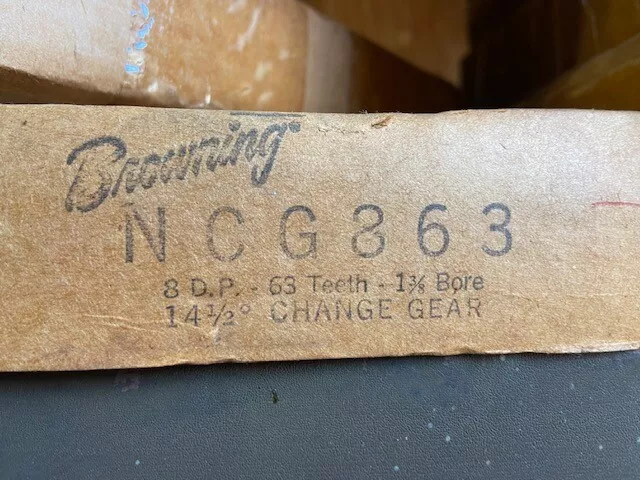 Browning
NCG863
8 D.P. - 63 Teeth - 1⅜ Bore
14½° CHANGE GEAR